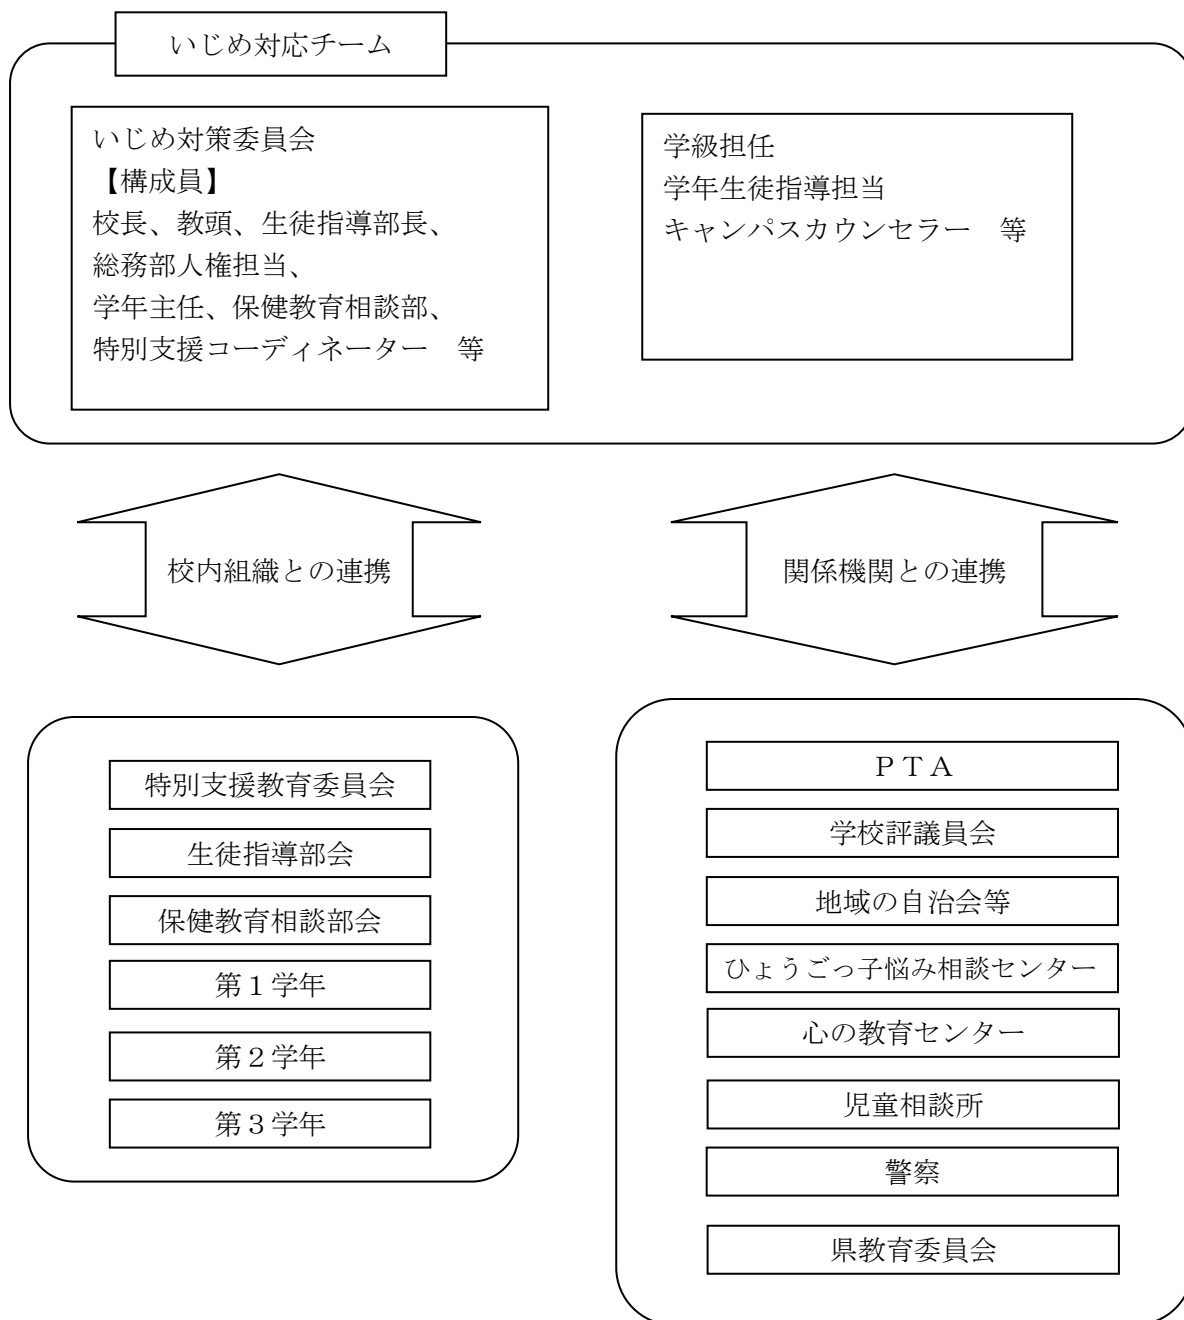 いじめ対応チーム
いじめ対策委員会
【構成員】
校長、教頭、生徒指導部長、
総務部人権担当、
学年主任、保健教育相談部、
特別支援コーディネーター　等
学級担任
学年生徒指導担当
キャンパスカウンセラー　等
校内組織との連携
関係機関との連携
特別支援教育委員会
生徒指導部会
保健教育相談部会
第１学年
第２学年
第３学年
ＰＴＡ
学校評議員会
地域の自治会等
ひょうごっ子悩み相談センター
心の教育センター
児童相談所
警察
県教育委員会